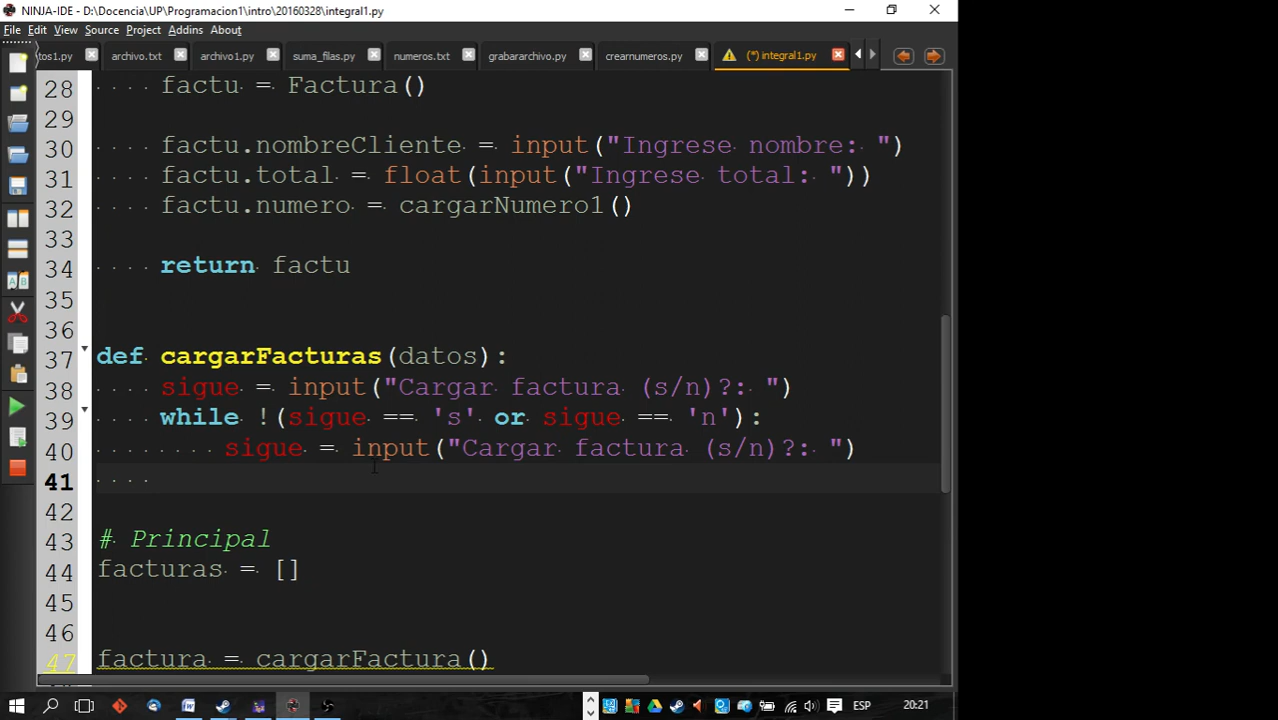 NINJA-IDE - D:\Docencia\UP\Programacion1\intro\20160328\integral1.py
File Edit View Source Project Addins About
tos1.py archivo.txt archivo1.py suma_filas.py numeros.txt grabararchivo.py crearnumeros.py (*) integral1.py
28 factu = Factura()
29
30 factu.nombreCliente = input("Ingrese nombre: ")
31 factu.total = float(input("Ingrese total: "))
32 factu.numero = cargarNumero1()
33
34 return factu
35
36
37 def cargarFacturas(datos):
38 sigue = input("Cargar factura (s/n)?: ")
39 while !(sigue == 's' or sigue == 'n'):
40 sigue = input("Cargar factura (s/n)?: ")
41
42
43 # Principal
44 facturas = []
45
46
47 factura = cargarFactura()
ESP 20:21